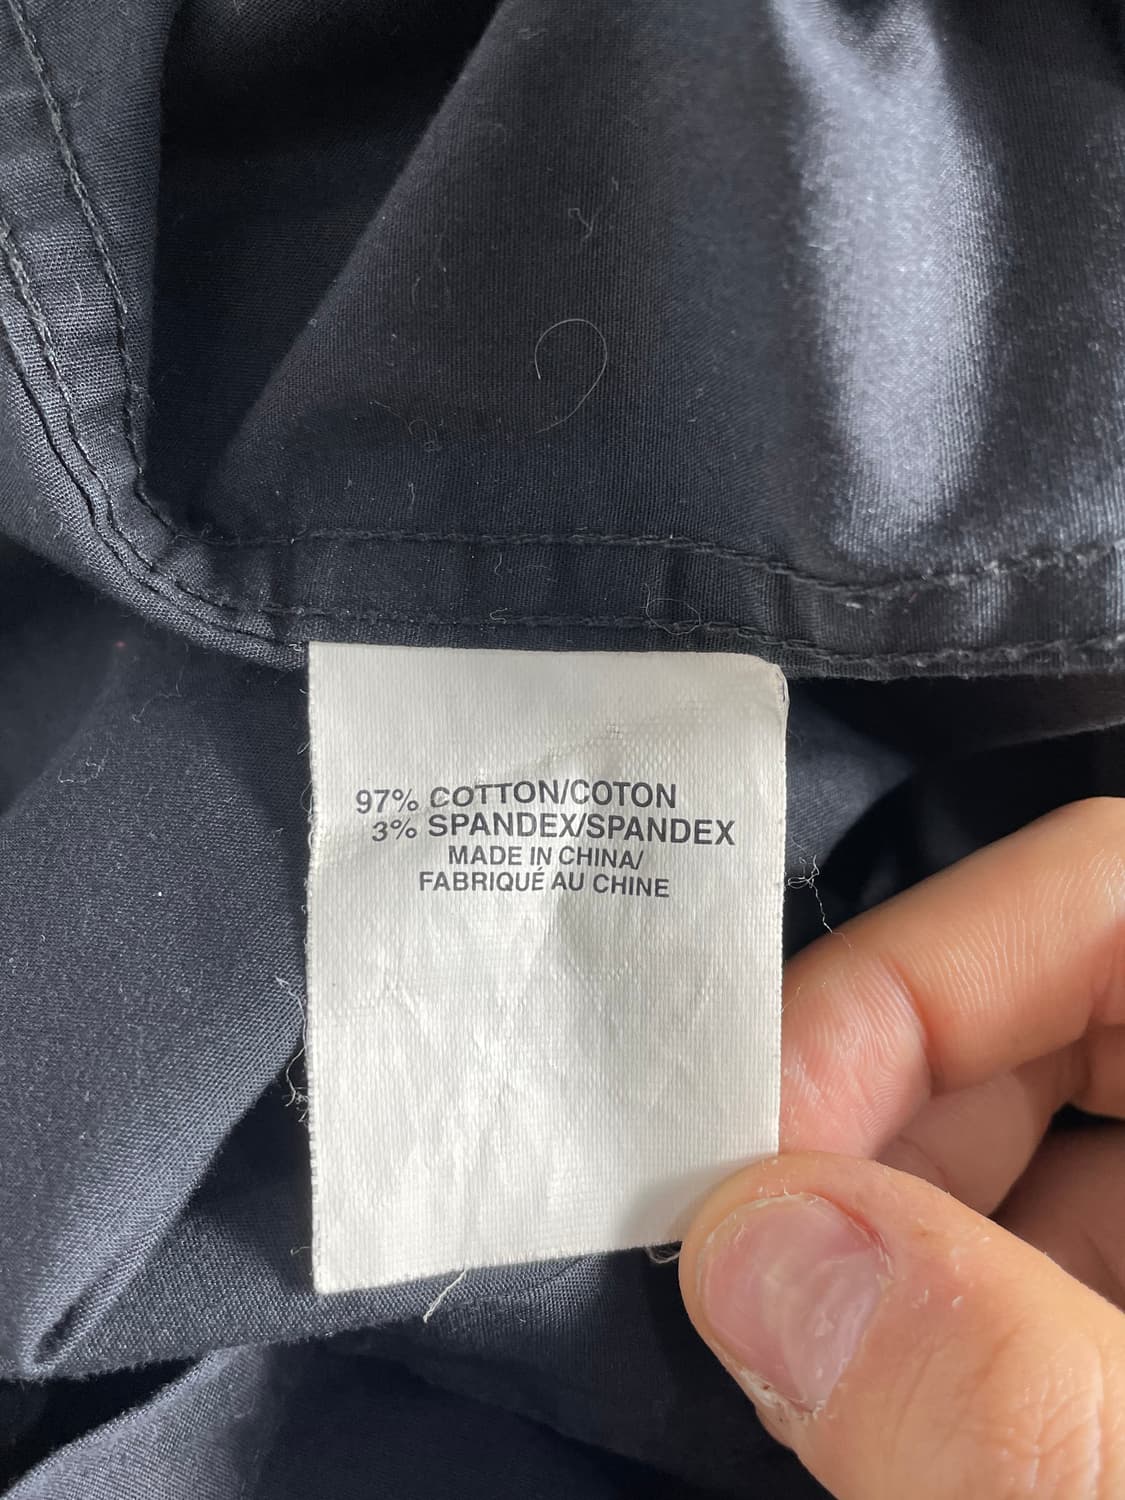 97% COTTON/COTON
3% SPANDEX/SPANDEX
MADE IN CHINA/
FABRIQUÉ AU CHINE